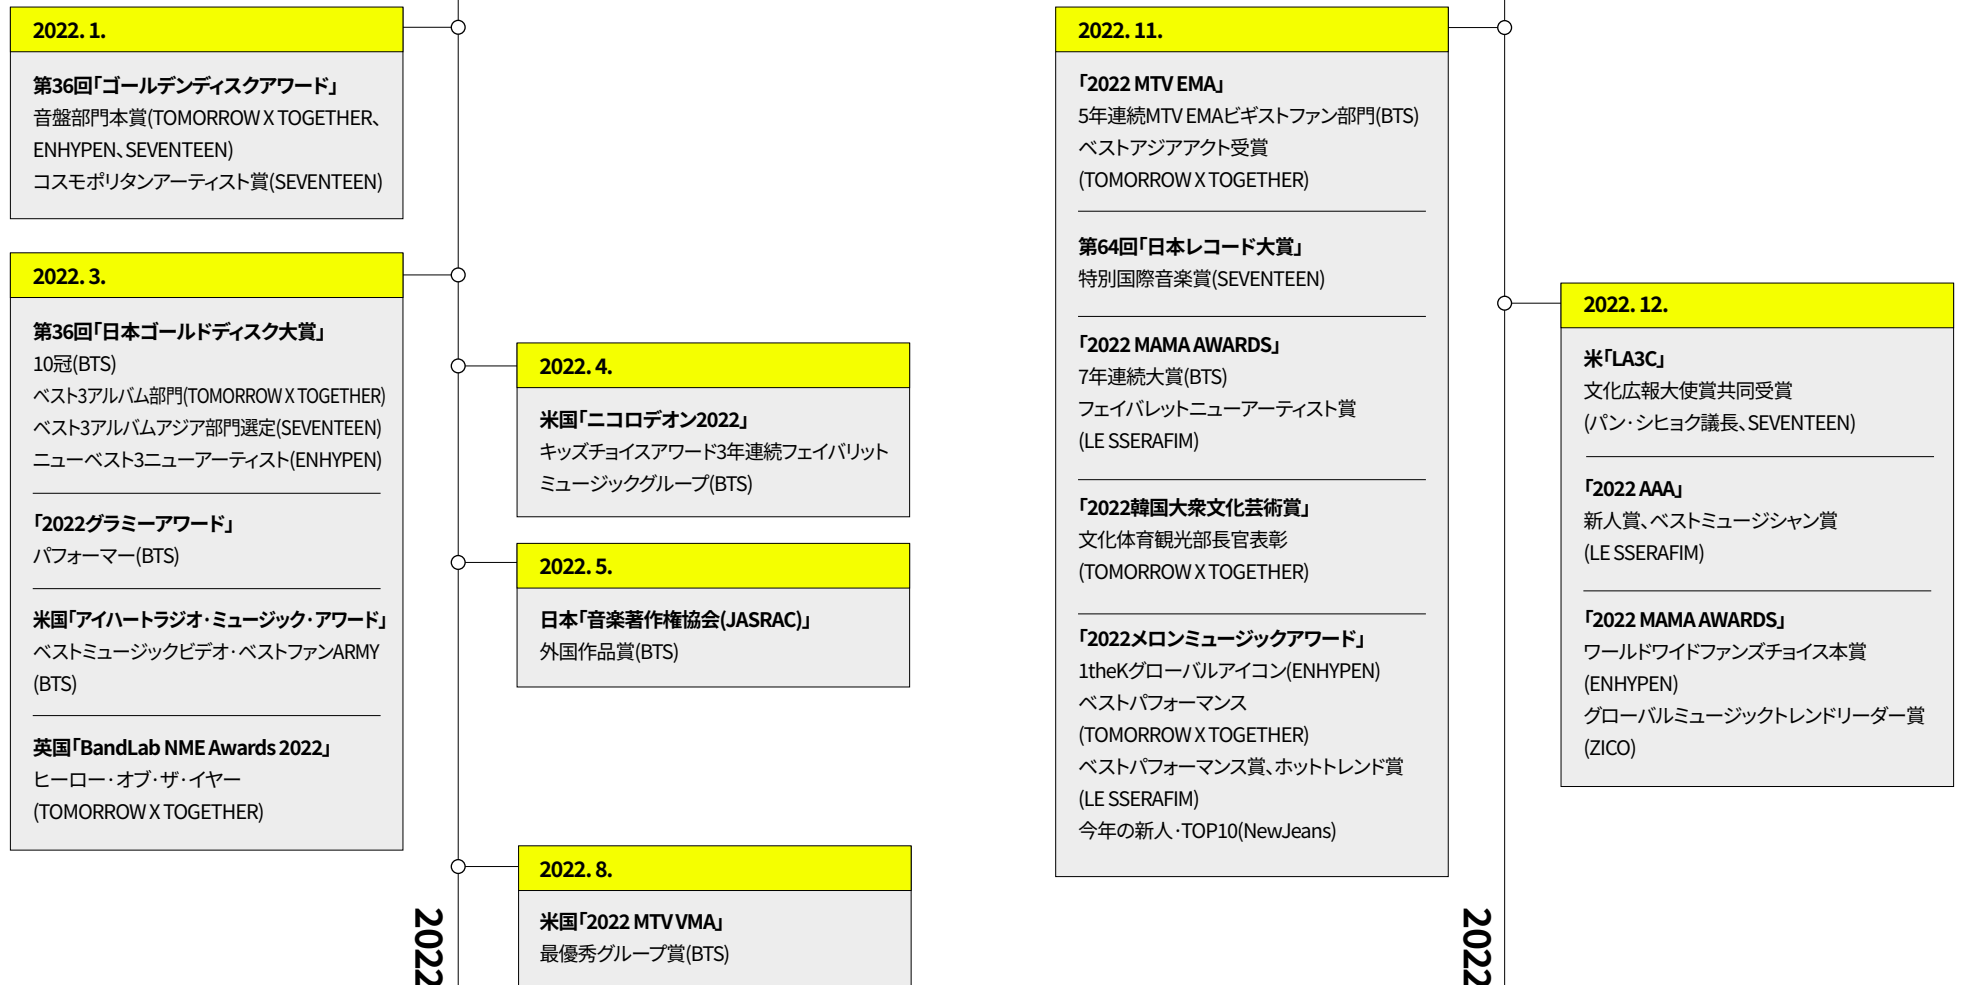 2022. 1.
第36回「ゴールデンディスクアワード」
音盤部門本賞(TOMORROW X TOGETHER、
ENHYPEN、SEVENTEEN)
コスモポリタンアーティスト賞(SEVENTEEN)
2022. 3.
第36回「日本ゴールドディスク大賞」
10冠(BTS)
ベスト3アルバム部門(TOMORROW X TOGETHER)
ベスト3アルバムアジア部門選定(SEVENTEEN)
ニューベスト3ニューアーティスト(ENHYPEN)
「2022グラミーアワード」
パフォーマー(BTS)
米国「アイハートラジオ·ミュージック·アワード」
ベストミュージックビデオ·ベストファンARMY
(BTS)
英国「BandLab NME Awards 2022」
ヒーロー·オブ·ザ·イヤー
(TOMORROW X TOGETHER)
2022. 4.
米国「ニコロデオン2022」
キッズチョイスアワード3年連続フェイバリット
ミュージックグループ(BTS)
2022. 5.
日本「音楽著作権協会(JASRAC)」
外国作品賞(BTS)
2022. 8.
米国「2022 MTV VMA」
最優秀グループ賞(BTS)
2022
2022. 11.
「2022 MTV EMA」
5年連続MTV EMAビギストファン部門(BTS)
ベストアジアアクト受賞
(TOMORROW X TOGETHER)
第64回「日本レコード大賞」
特別国際音楽賞(SEVENTEEN)
「2022 MAMA AWARDS」
7年連続大賞(BTS)
フェイバレットニューアーティスト賞
(LE SSERAFIM)
「2022韓国大衆文化芸術賞」
文化体育観光部長官表彰
(TOMORROW X TOGETHER)
「2022メロンミュージックアワード」
1theKグローバルアイコン(ENHYPEN)
ベストパフォーマンス
(TOMORROW X TOGETHER)
ベストパフォーマンス賞、ホットトレンド賞
(LE SSERAFIM)
今年の新人·TOP10(NewJeans)
2022. 12.
米「LA3C」
文化広報大使賞共同受賞
(パン·シヒョク議長、SEVENTEEN)
「2022 AAA」
新人賞、ベストミュージシャン賞
(LE SSERAFIM)
「2022 MAMA AWARDS」
ワールドワイドファンズチョイス本賞
(ENHYPEN)
グローバルミュージックトレンドリーダー賞
(ZICO)
2022